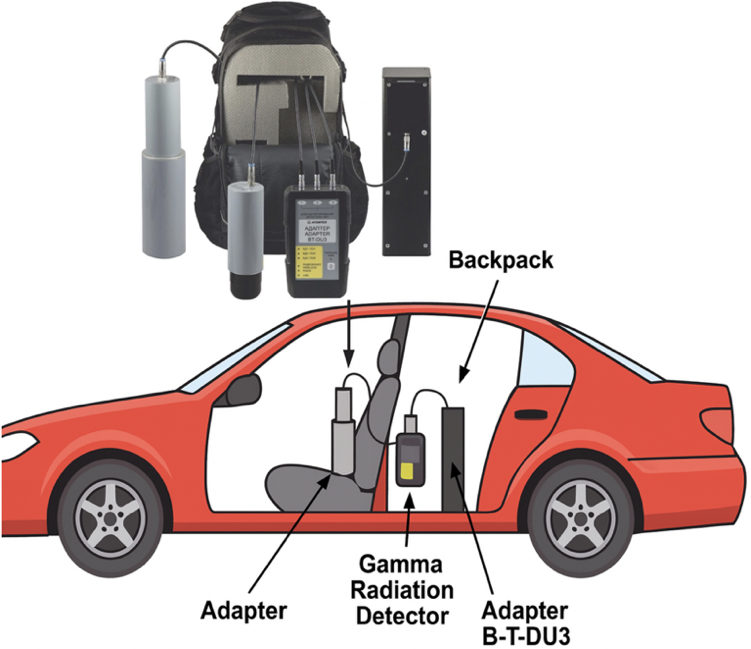 АДАПТЕР
ADAPTER
BT-DU3
Backpack
Adapter
Gamma
Radiation
Detector
Adapter
B-T-DU3